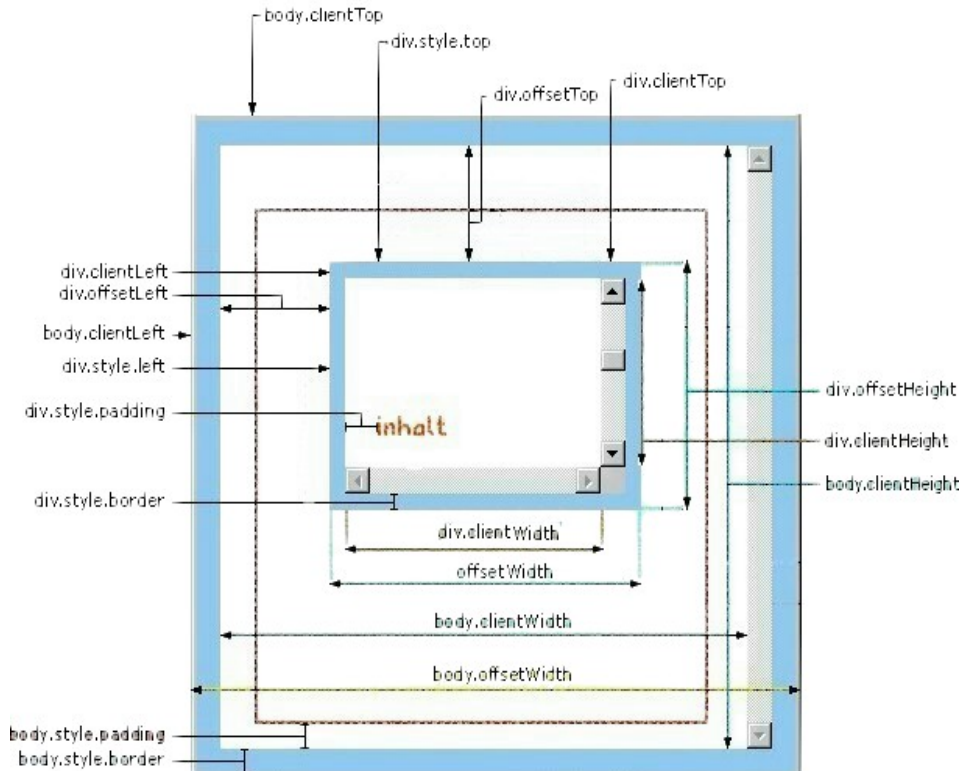 body.clientTop
div.style.top
div.clientTop
div.offsetTop
div.clientLeft
div.offsetLeft
body.clientLeft
div.style.left
div.offsetHeight
div.style.padding
inhalt
div.clientHeight
body.clientHeight
div.style.border
div.clientWidth
offsetWidth
body.clientWidth
body.offsetWidth
body.style.padding
body.style.border